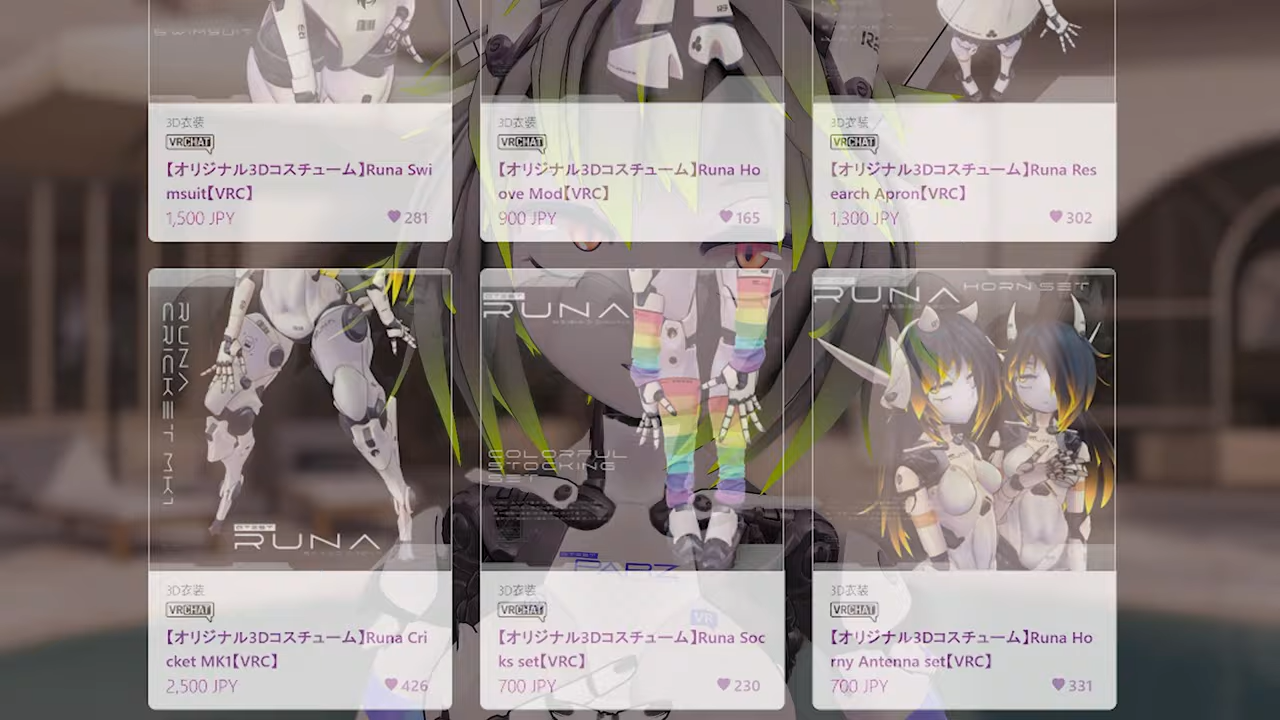 SWIMSUIT
3D衣装
VRCHAT
【オリジナル3Dコスチューム】Runa Swi
msuit【VRC】
1,500 JPY
281
3D衣装
VRCHAT
【オリジナル3Dコスチューム】Runa Ho
ove Mod【VRC】
900 JPY
165
3D衣装
VRCHAT
【オリジナル3Dコスチューム】Runa Res
earch Apron【VRC】
1,300 JPY
302
RUNA
CRICKET MK1
RUNA
3D衣装
VRCHAT
【オリジナル3Dコスチューム】Runa Cri
cket MK1【VRC】
2,500 JPY
426
RUNA
COLORFUL
STOCKING
SET
PARZ
VR
3D衣装
VRCHAT
【オリジナル3Dコスチューム】Runa Soc
ks set【VRC】
700 JPY
230
RUNA HORN SET
3D衣装
VRCHAT
【オリジナル3Dコスチューム】Runa Ho
rny Antenna set【VRC】
700 JPY
331